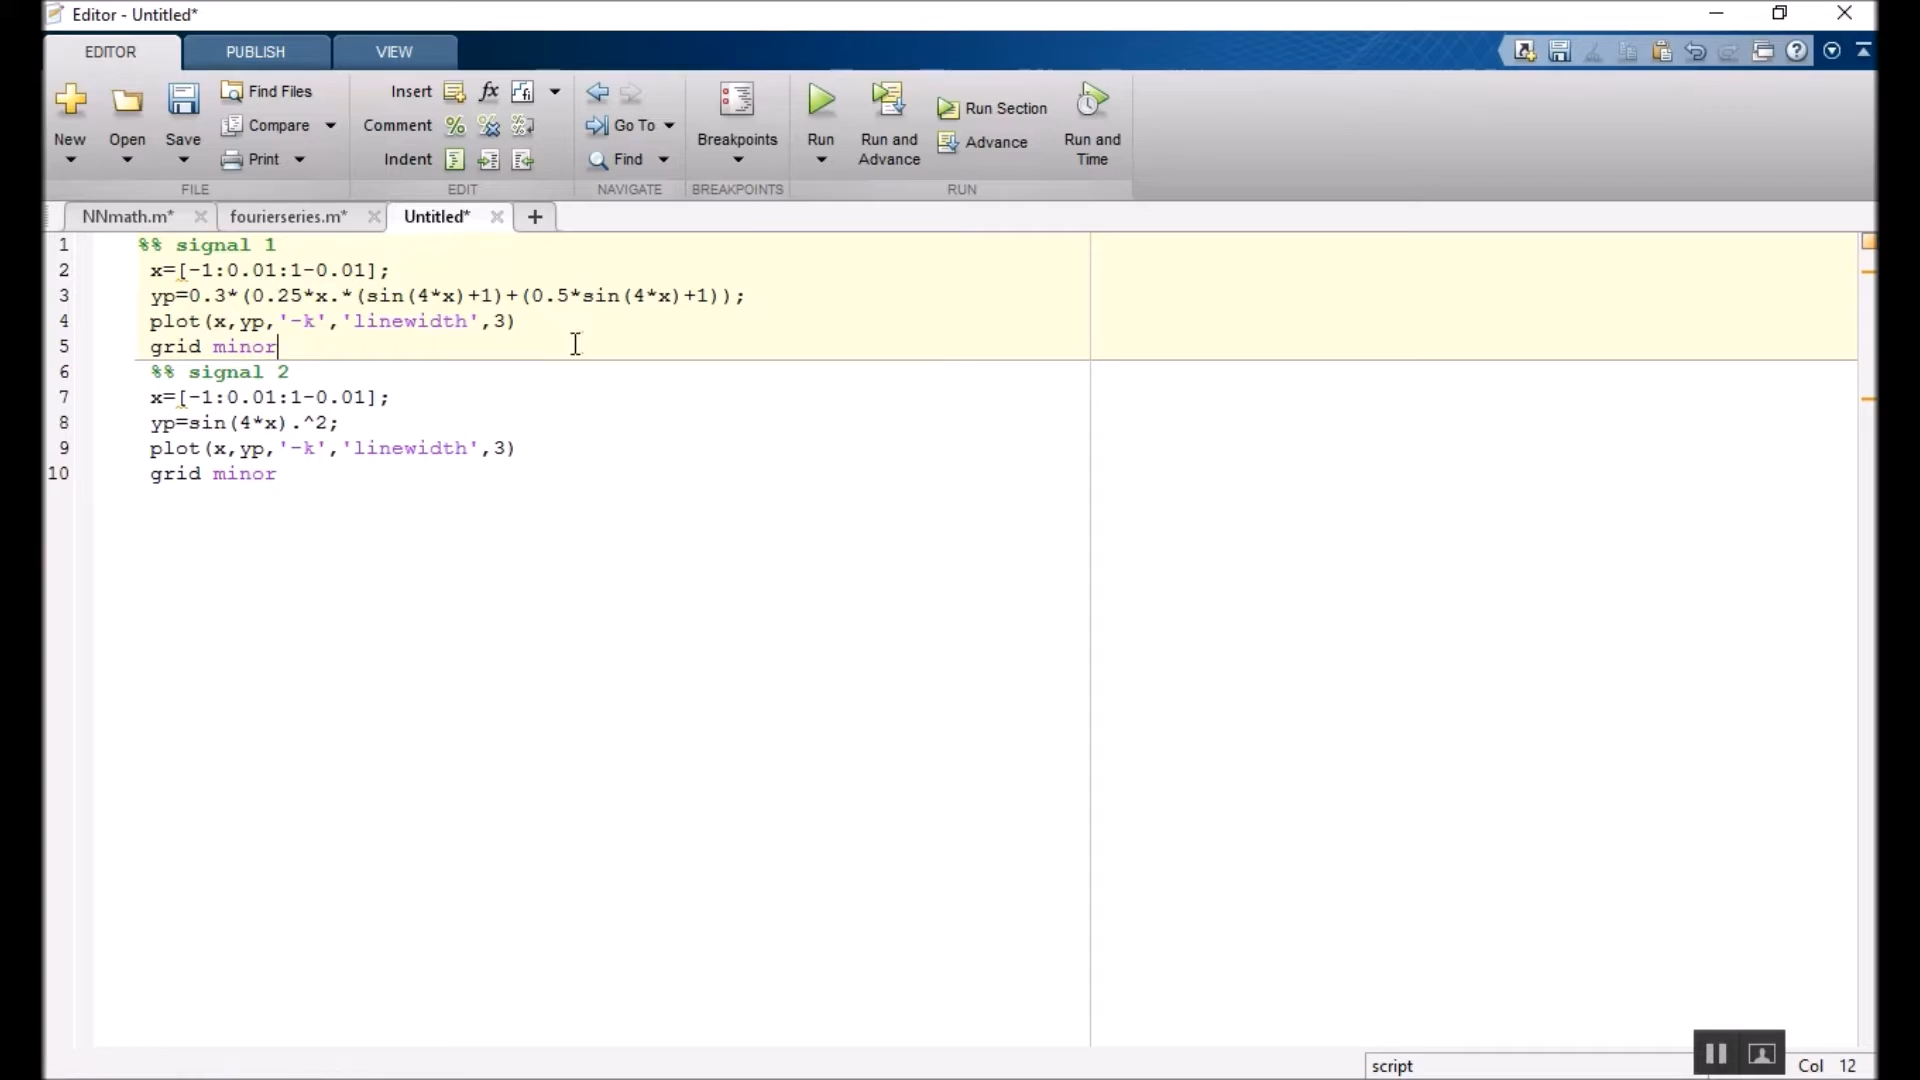 Editor - Untitled*
EDITOR PUBLISH VIEW
New Open Save Find Files Compare Print
Insert fx Comment Indent
Go To Find
Breakpoints
Run Run and Advance Run Section Advance Run and Time
FILE EDIT NAVIGATE BREAKPOINTS RUN
NNmath.m* fourierseries.m* Untitled* +
1 %% signal 1
2 x=[-1:0.01:1-0.01];
3 yp=0.3*(0.25*x.*(sin(4*x)+1)+(0.5*sin(4*x)+1));
4 plot(x,yp,'-k','linewidth',3)
5 grid minor
6 %% signal 2
7 x=[-1:0.01:1-0.01];
8 yp=sin(4*x).^2;
9 plot(x,yp,'-k','linewidth',3)
10 grid minor
script Col 12